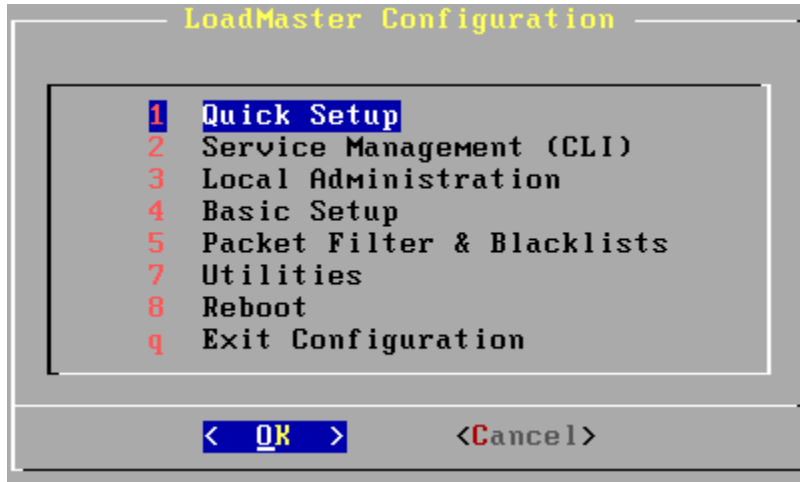 LoadMaster Configuration
1 Quick Setup
2 Service Management (CLI)
3 Local Administration
4 Basic Setup
5 Packet Filter & Blacklists
7 Utilities
8 Reboot
q Exit Configuration
< OK > <Cancel>